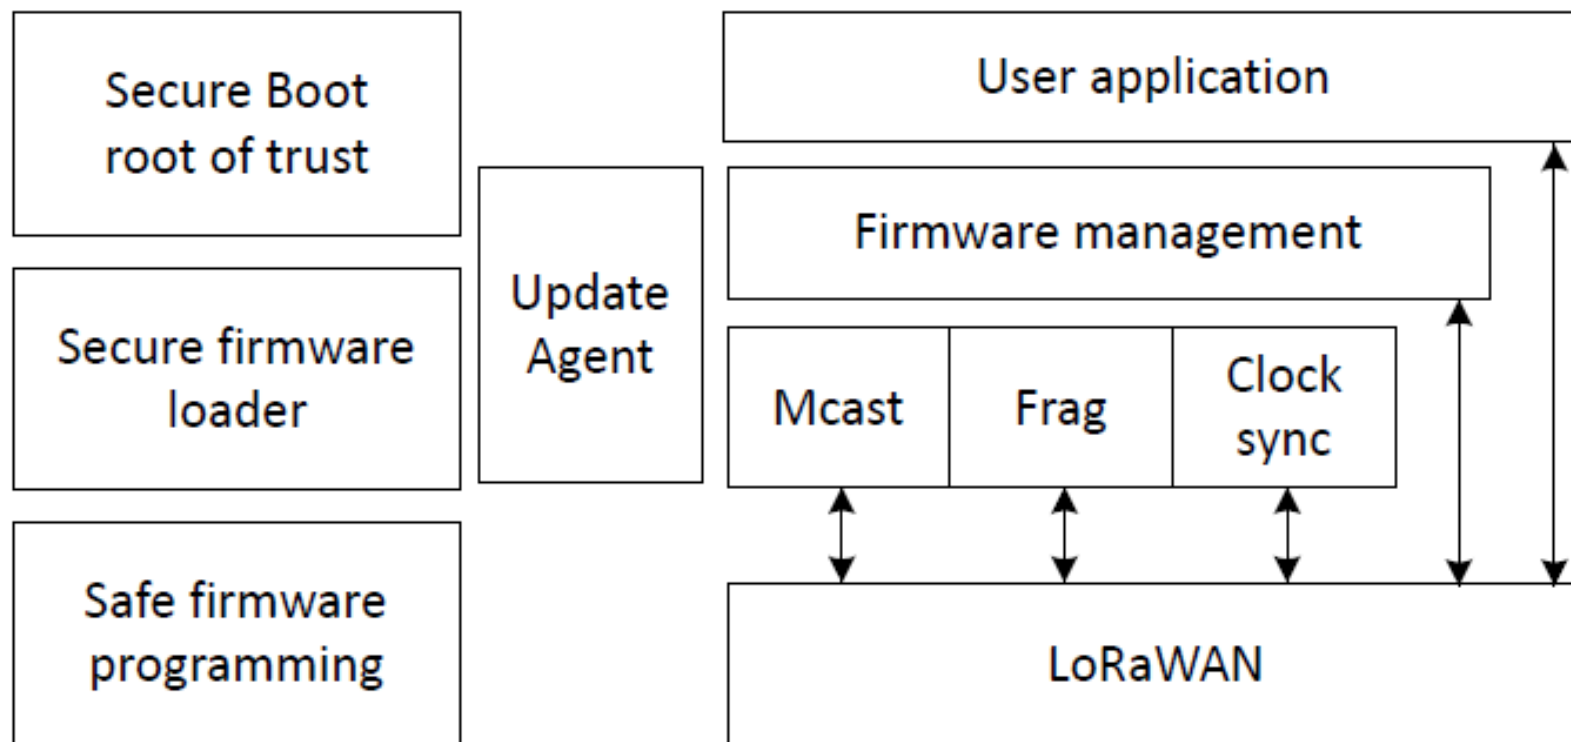 Secure Boot
root of trust
Secure firmware
loader
Safe firmware
programming
Update
Agent
User application
Firmware management
Mcast
Frag
Clock
sync
LoRaWAN